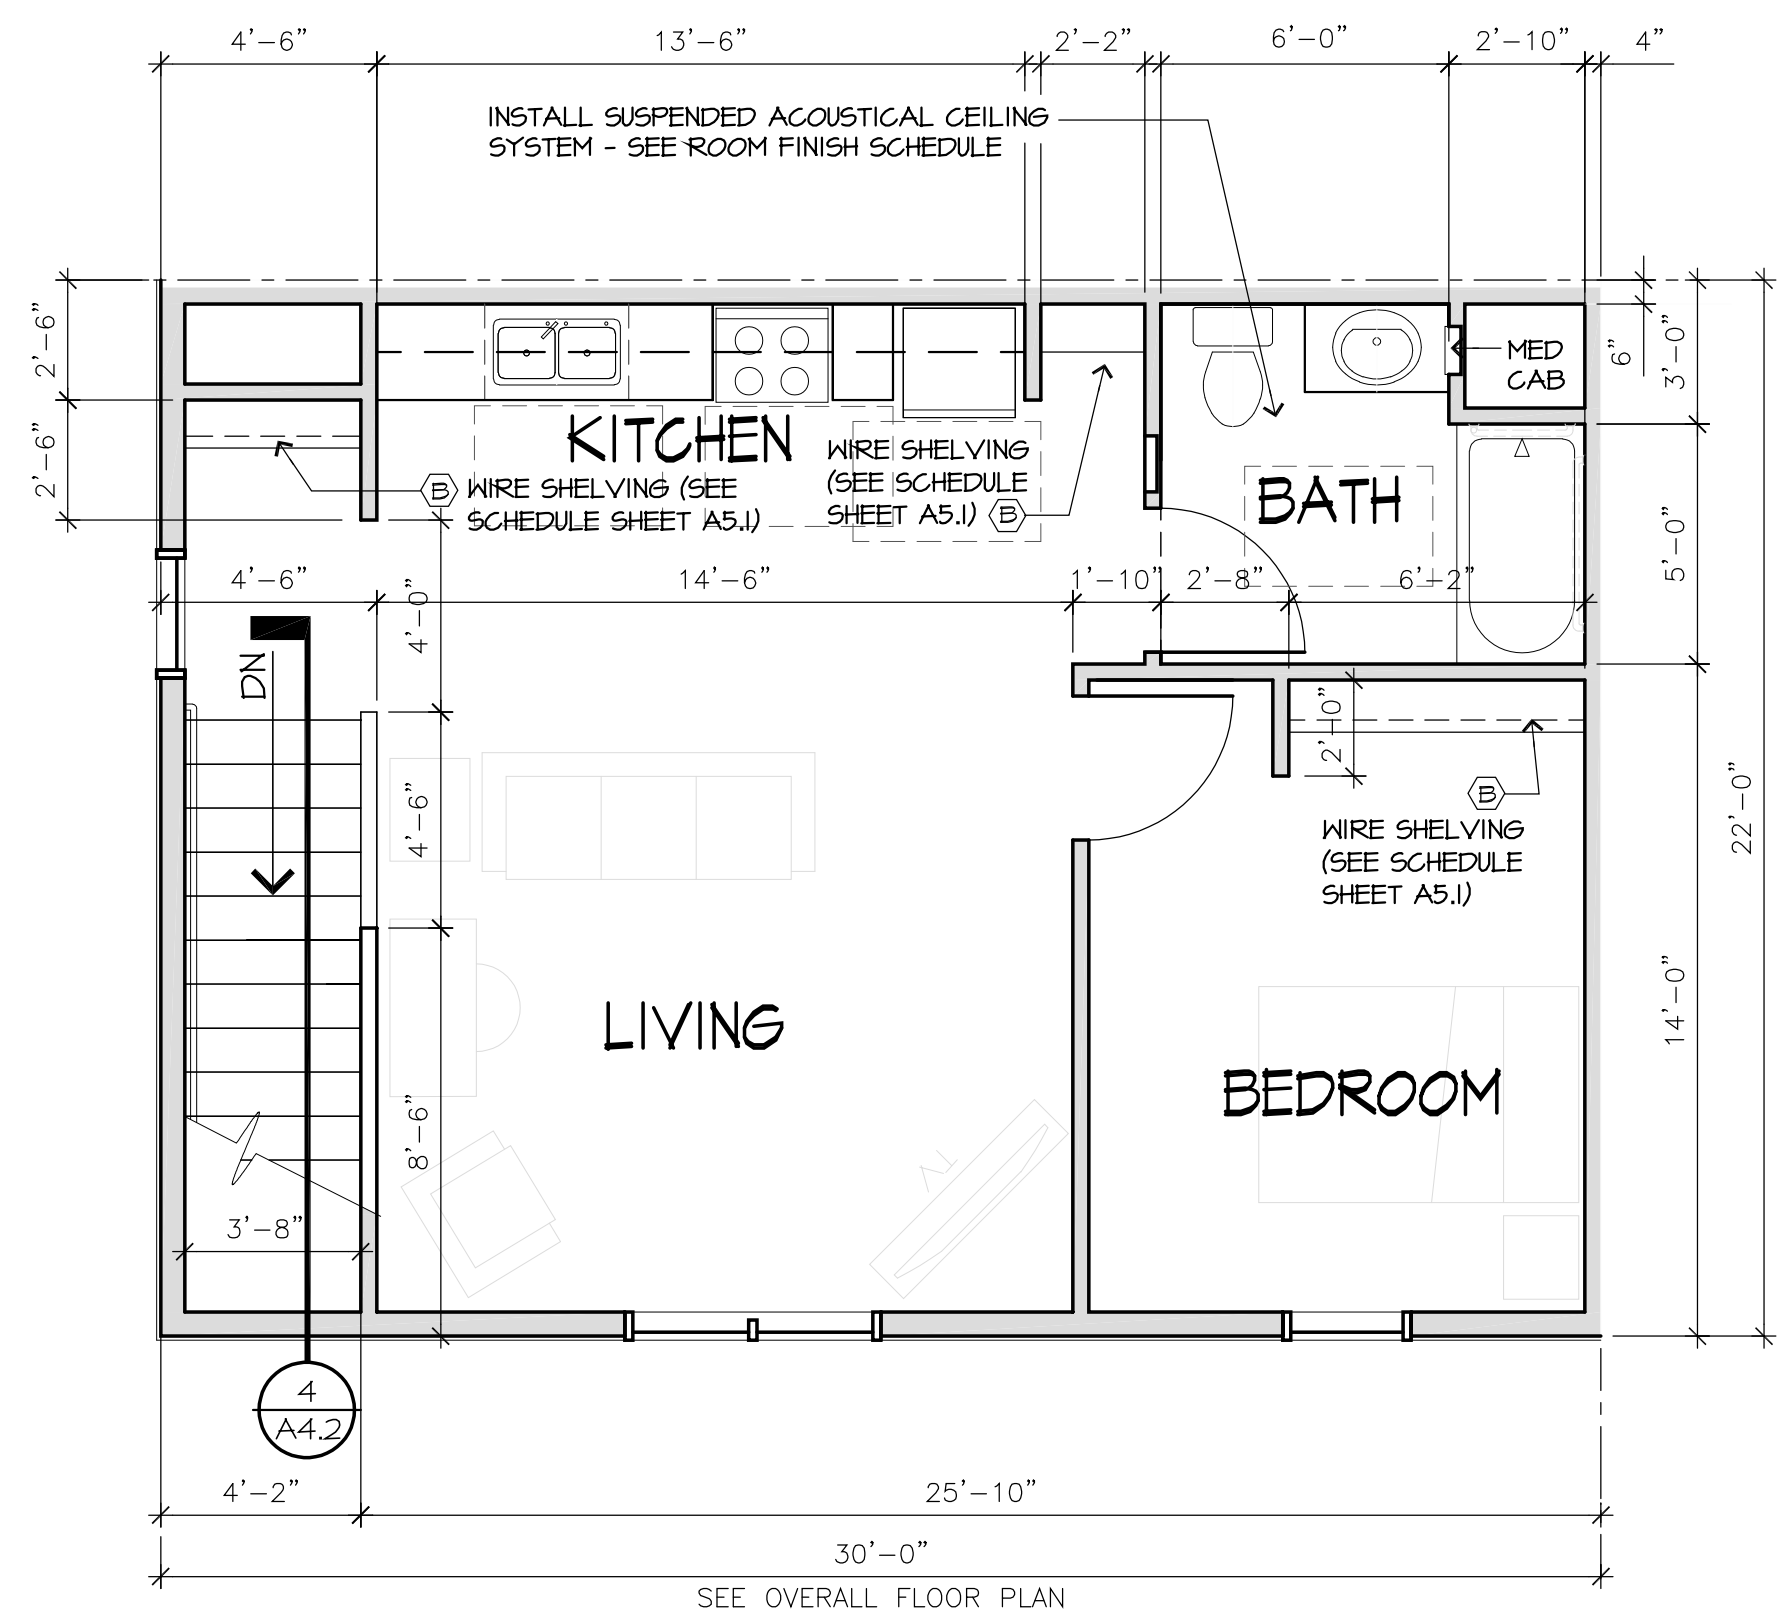 4'-6" 13'-6" 2'-2" 6'-0" 2'-10" 4"
INSTALL SUSPENDED ACOUSTICAL CEILING
SYSTEM - SEE ROOM FINISH SCHEDULE
2'-6"
2'-6"
6"
3'-0"
MED
CAB
KITCHEN
WIRE SHELVING
(SEE SCHEDULE
SHEET A5.1)
B
B
WIRE SHELVING (SEE
SCHEDULE SHEET A5.1)
BATH
5'-0"
4'-6" 14'-6" 1'-10" 2'-8" 6'-2"
4'-0"
DN
2'-0"
4'-6"
B
WIRE SHELVING
(SEE SCHEDULE
SHEET A5.1)
22'-0"
14'-0"
LIVING
BEDROOM
8'-6"
TV
3'-8"
4
A4.2
4'-2" 25'-10"
30'-0"
SEE OVERALL FLOOR PLAN